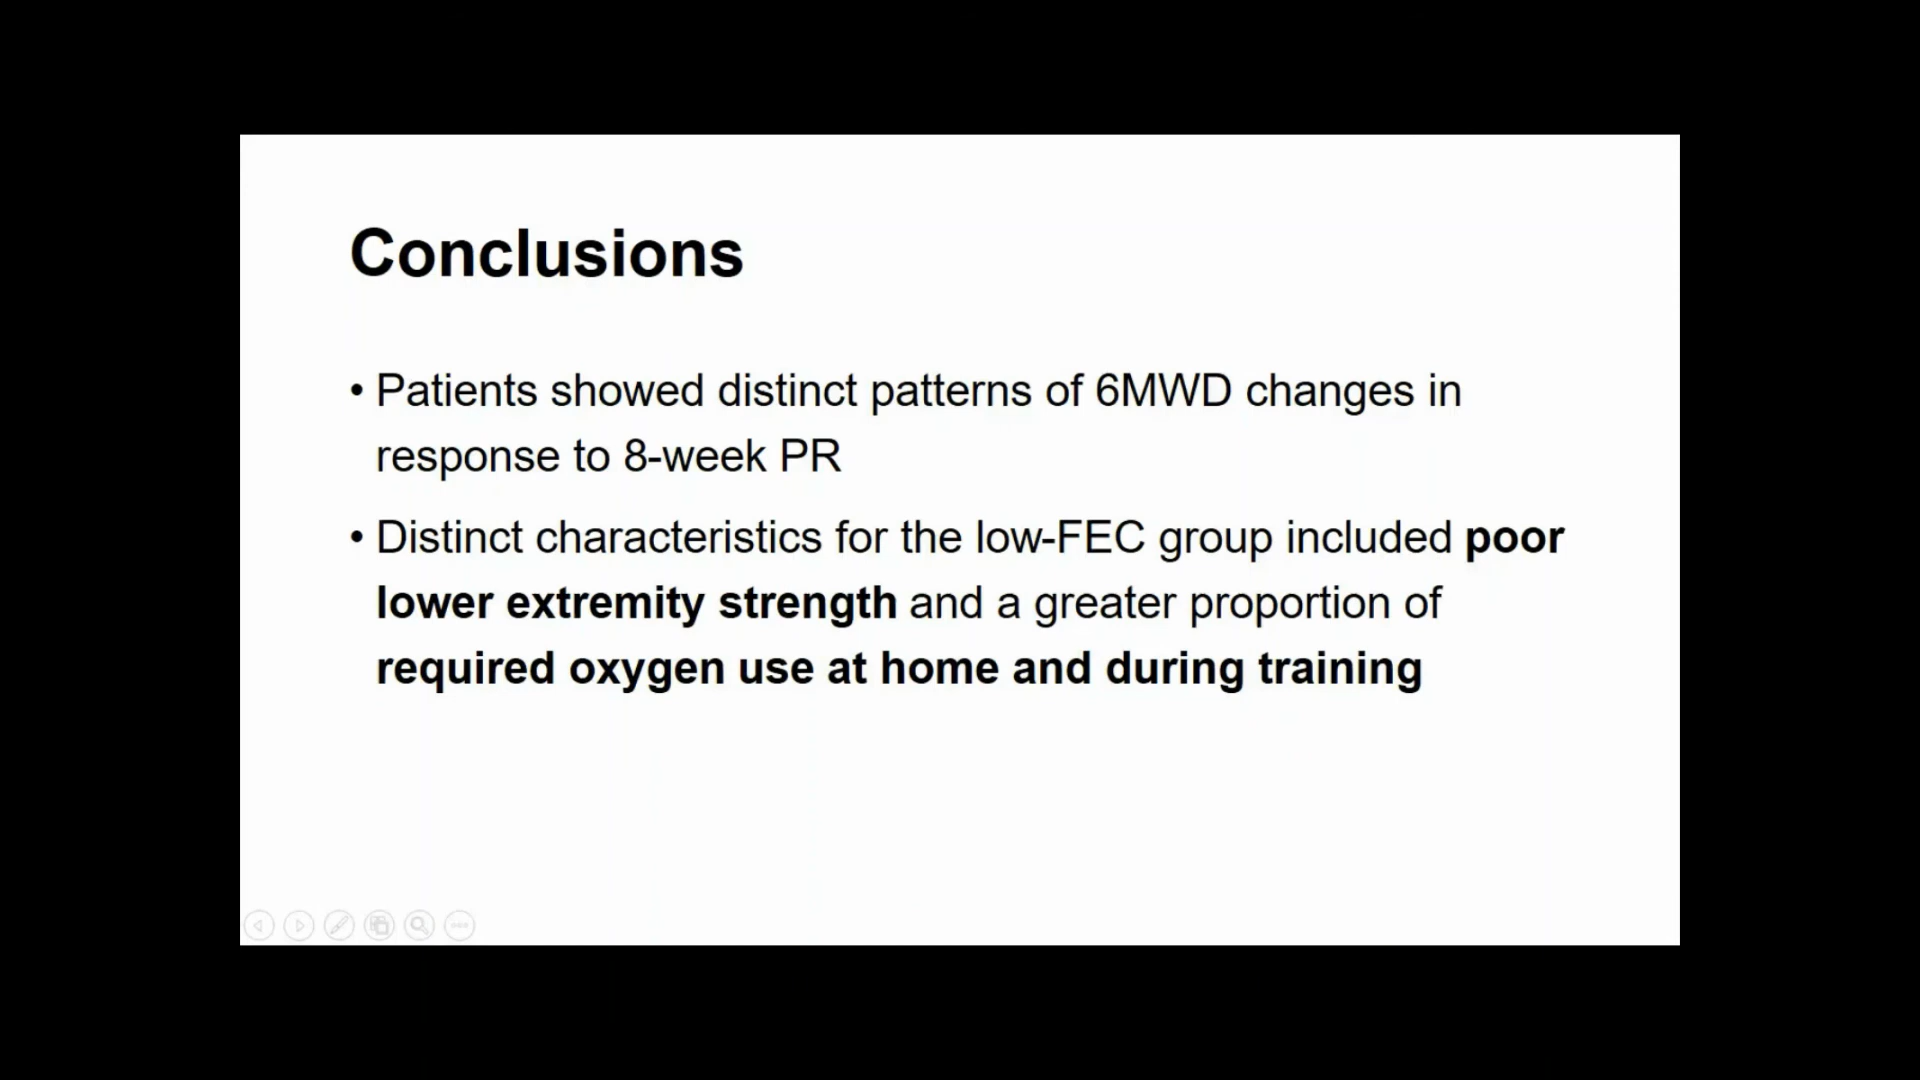 Conclusions
• Patients showed distinct patterns of 6MWD changes in
response to 8-week PR
• Distinct characteristics for the low-FEC group included poor
lower extremity strength and a greater proportion of
required oxygen use at home and during training